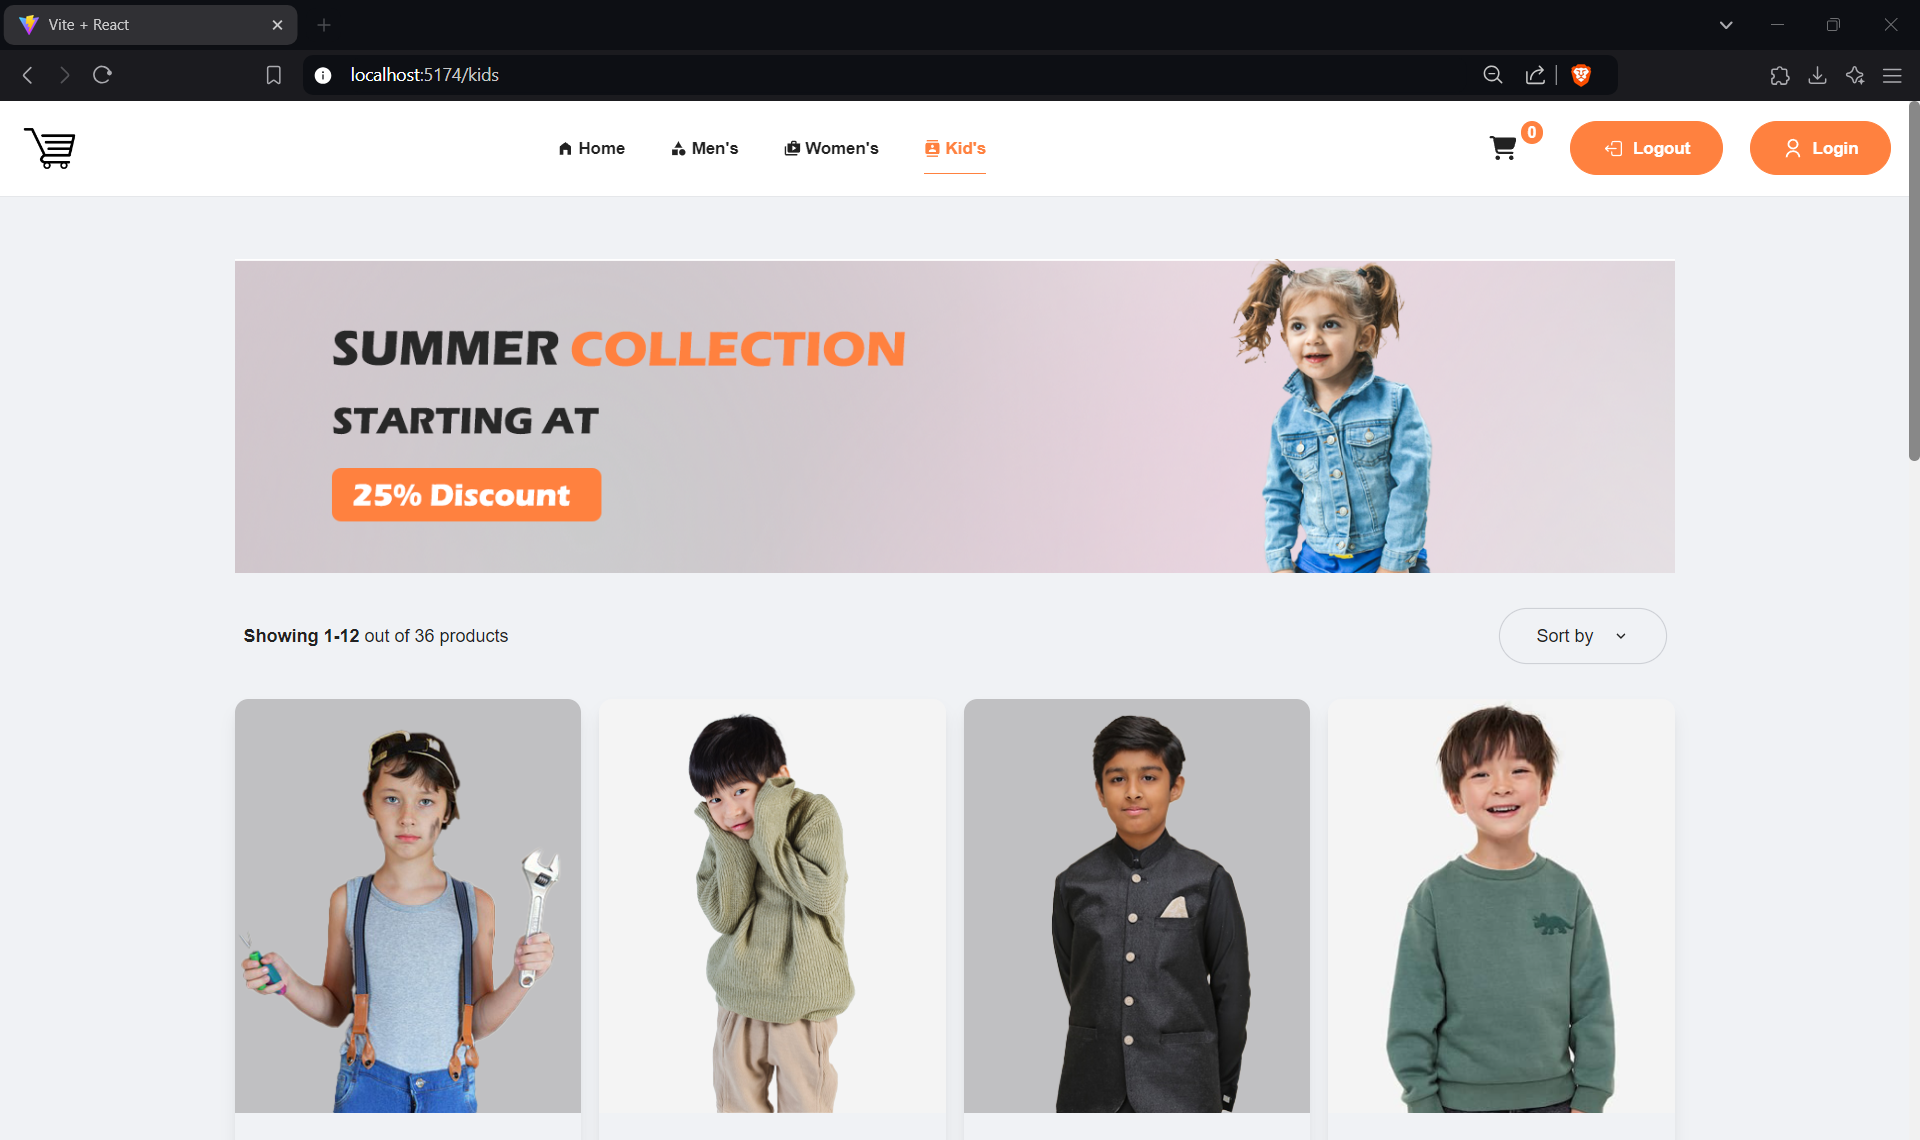 Vite + React
localhost:5174/kids
Home Men's Women's Kid's 0 Logout Login
SUMMER COLLECTION
STARTING AT
25% Discount
Showing 1-12 out of 36 products
Sort by